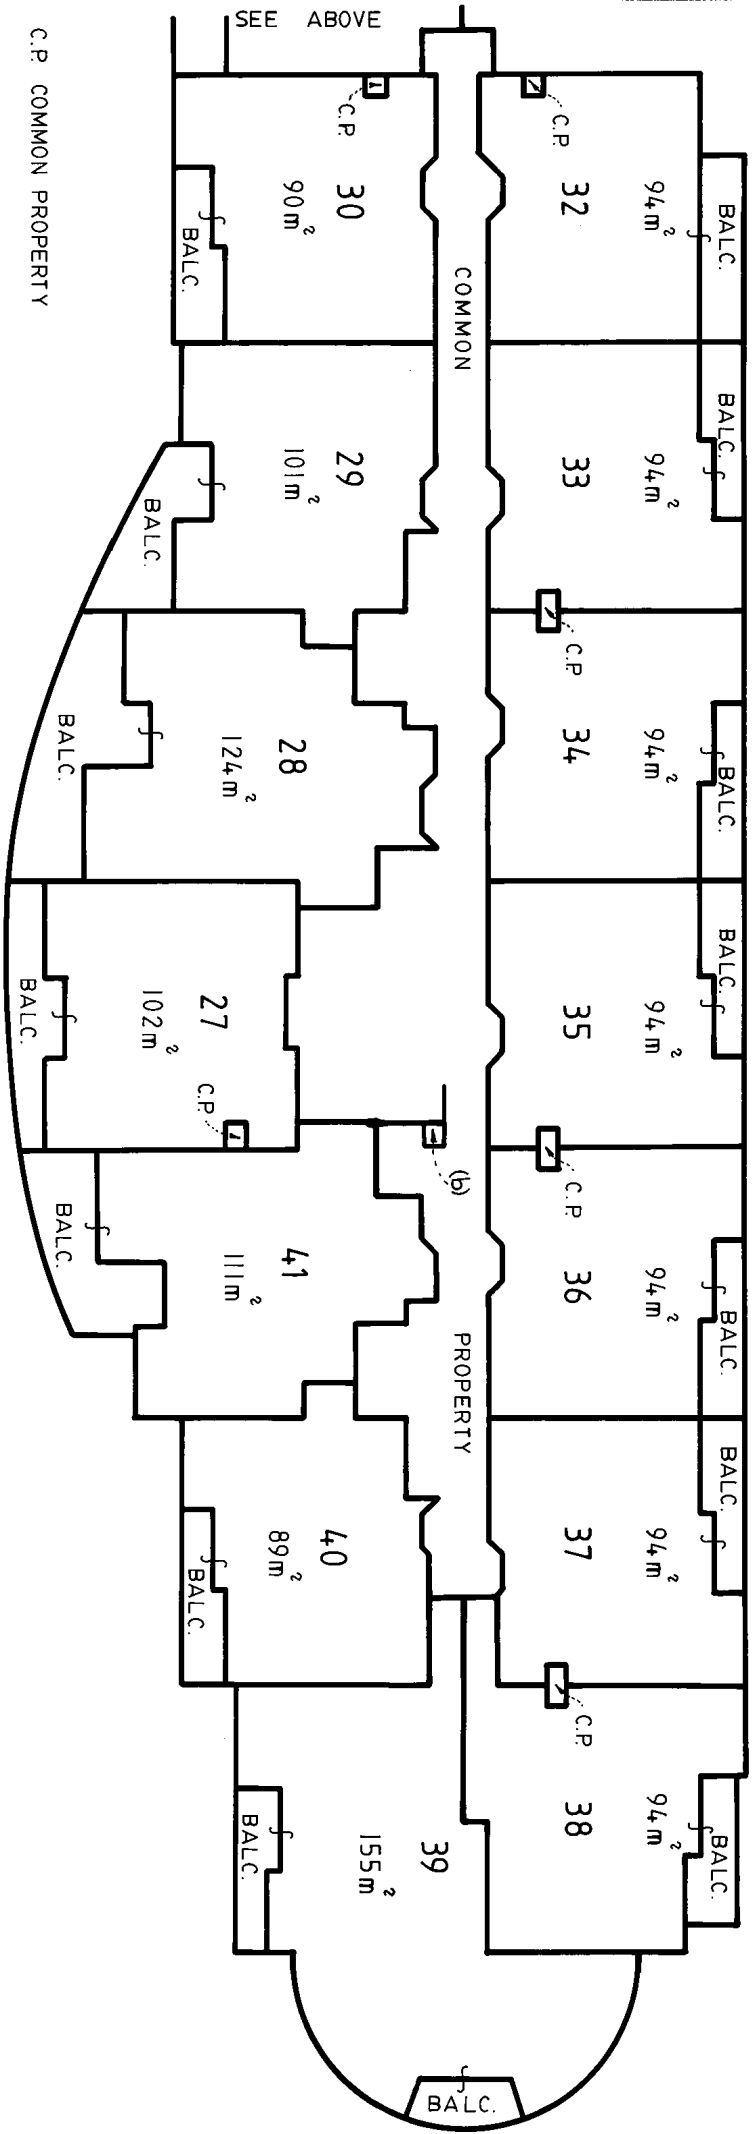 SEE ABOVE
C.P. COMMON PROPERTY
C.P.
30
90m²
BALC.
C.P.
32
94m²
BALC.
COMMON
29
101m²
BALC.
33
94m²
BALC.
C.P.
28
124m²
BALC.
34
94m²
BALC.
27
102m²
BALC.
C.P.
35
94m²
BALC.
(b)
C.P.
41
111m²
BALC.
36
94m²
BALC.
PROPERTY
40
89m²
BALC.
37
94m²
BALC.
C.P.
38
94m²
BALC.
39
155m²
BALC.
BALC.